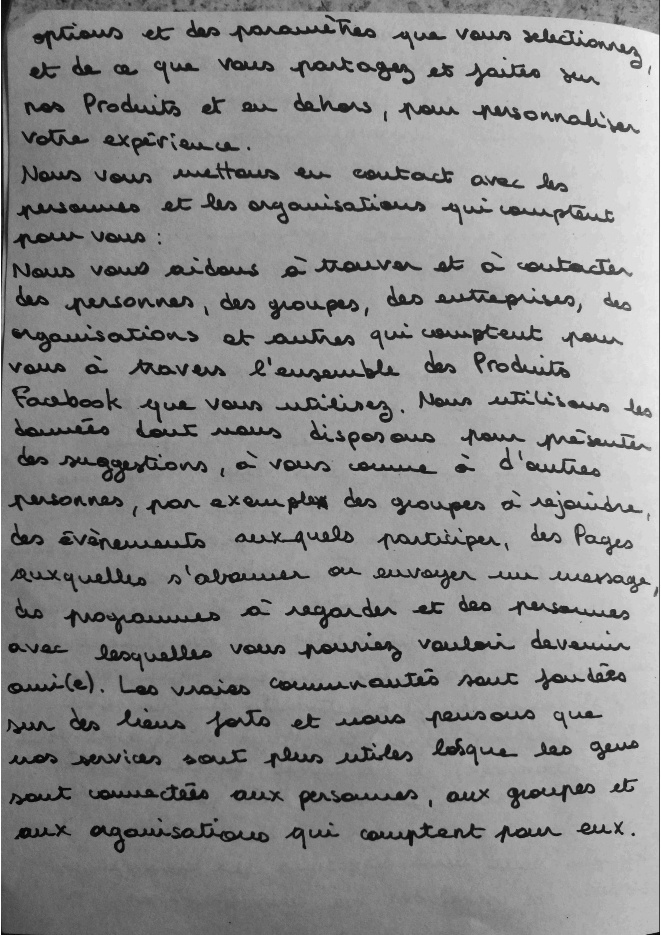 options et des paramètres que vous selectionnez,
et de ce que vous partagez et faites sur
nos Produits et en dehors, pour personnaliser
votre expérience.
Nous vous mettons en contact avec les
personnes et les organisations qui comptent
pour vous :
Nous vous aidons à trouver et à contacter
des personnes, des groupes, des entreprises, des
organisations et autres qui comptent pour
vous à travers l'ensemble des Produits
Facebook que vous utilisez. Nous utilisons les
données dont nous disposons pour présenter
des suggestions, à vous comme à d'autres
personnes, par exemple des groupes à rejoindre,
des évènements auxquels participer, des Pages
auxquelles s'abonner ou envoyer un message,
des programmes à regarder et des personnes
avec lesquelles vous pouriez vouloir devenir
ami(e). Les vraies communautés sont fondées
sur des liens forts et nous pensons que
nos services sont plus utiles losque les gens
sont connectées aux personnes, aux groupes et
aux oganisations qui comptent pour eux.